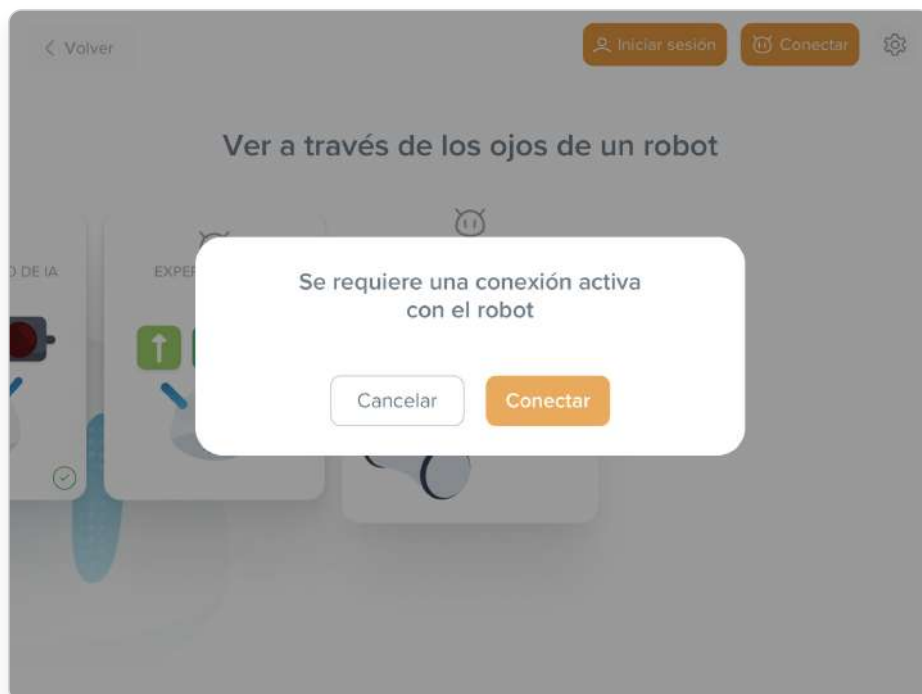 Volver
Iniciar sesión
Conectar
Ver a través de los ojos de un robot
DE IA
Se requiere una conexión activa
con el robot
Cancelar
Conectar